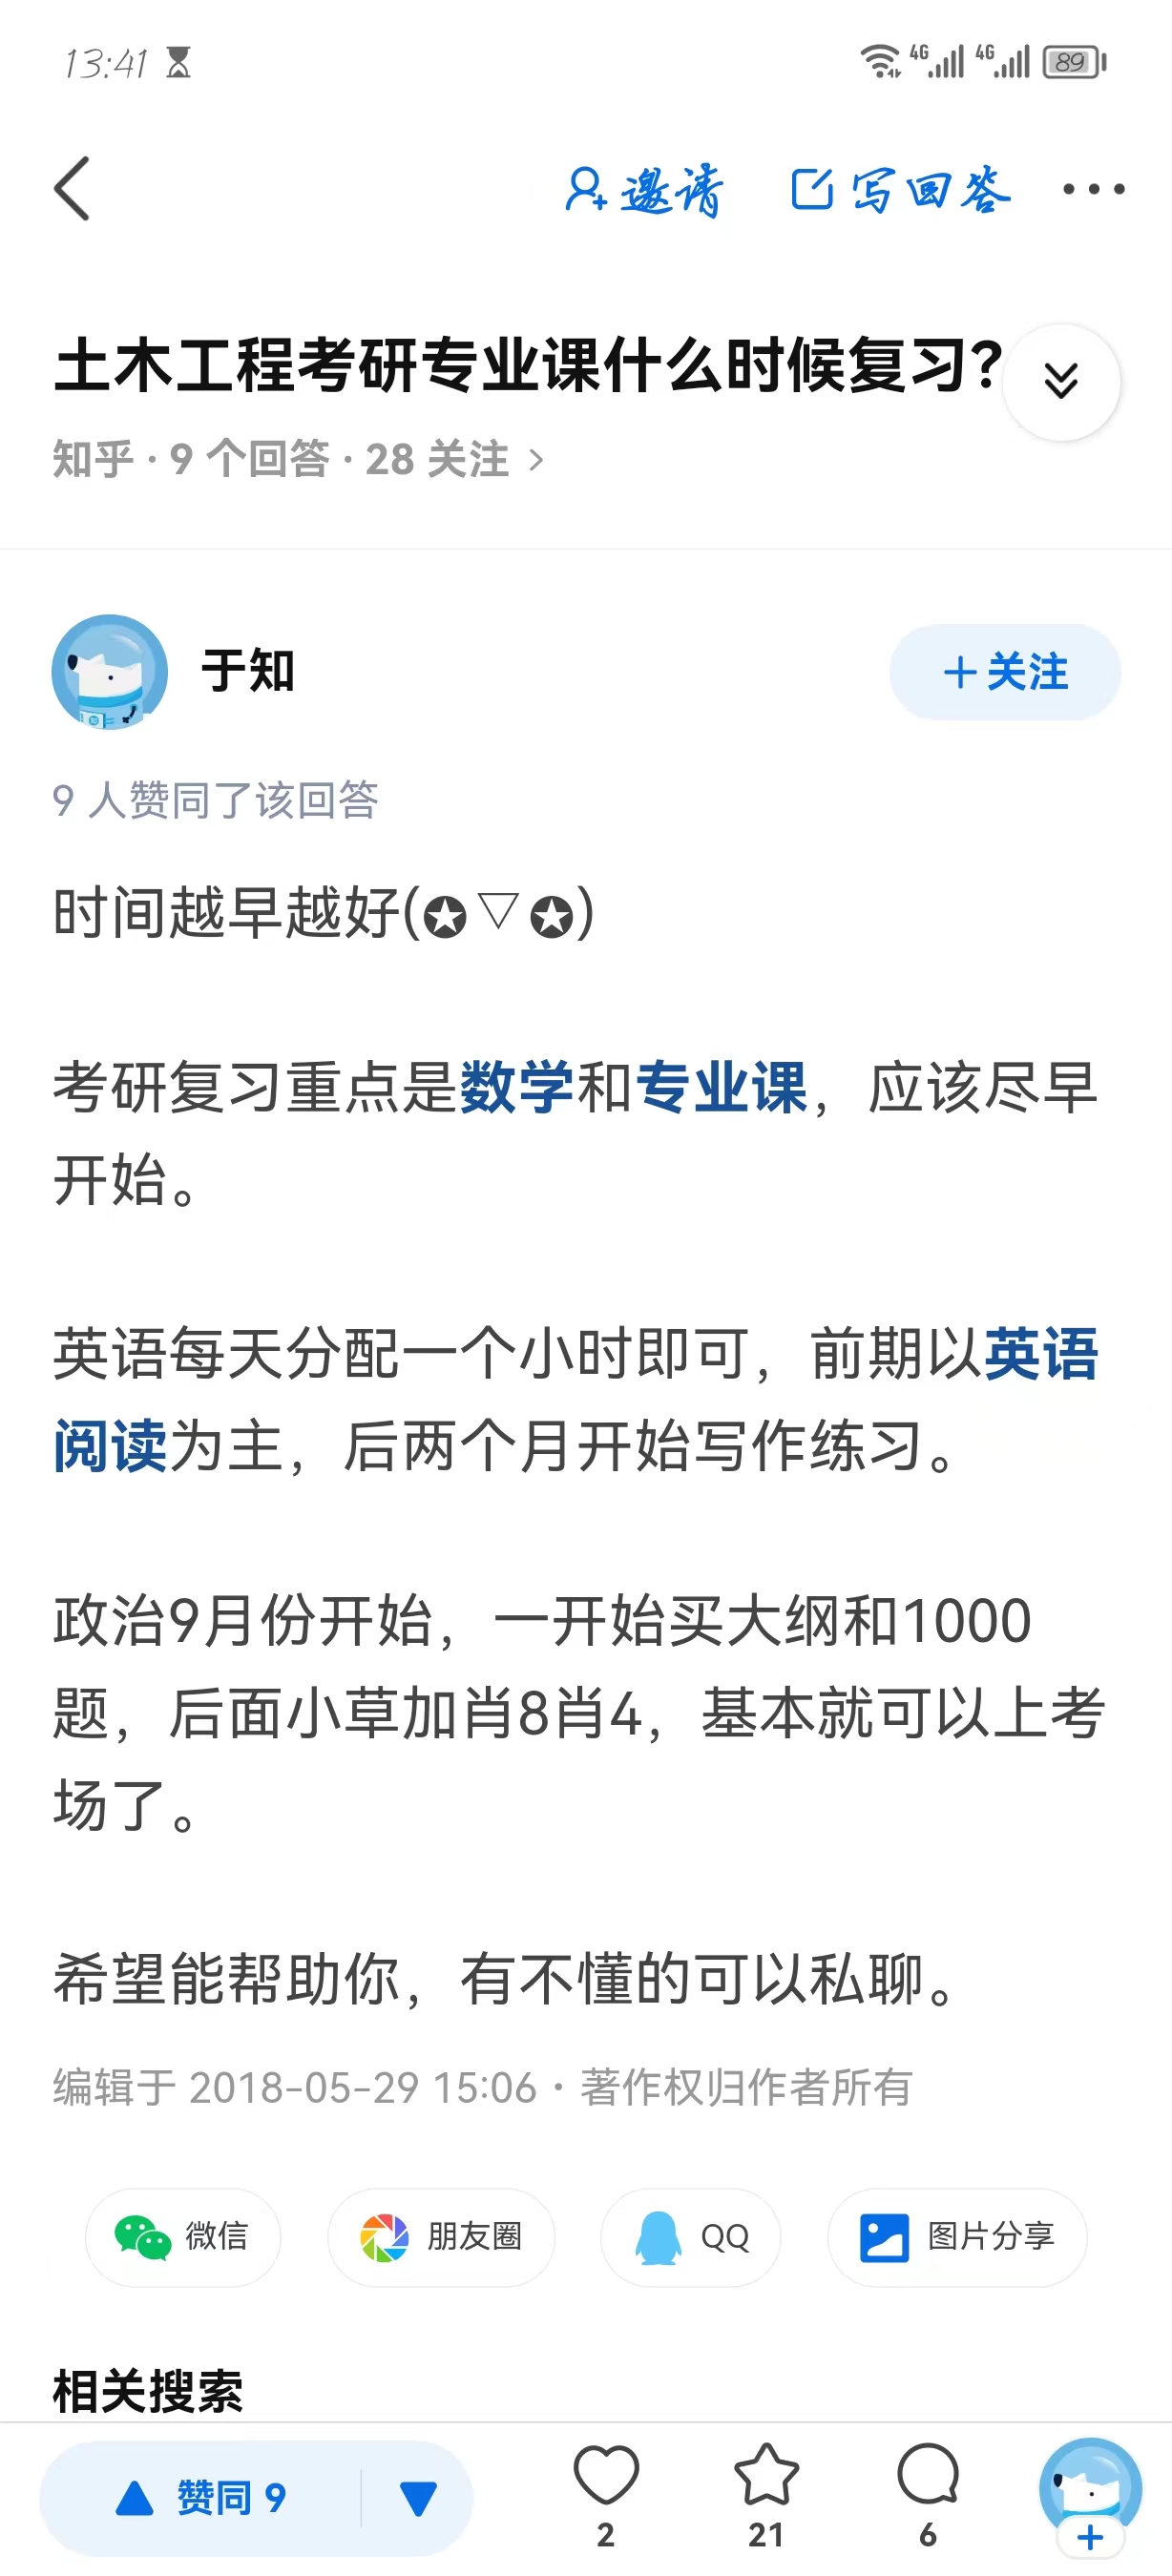 13:41
4G 4G 89
邀请 写回答
土木工程考研专业课什么时候复习?
知乎 · 9 个回答 · 28 关注
于知
关注
9 人赞同了该回答
时间越早越好(✪▽✪)
考研复习重点是数学和专业课，应该尽早
开始。
英语每天分配一个小时即可，前期以英语
阅读为主，后两个月开始写作练习。
政治9月份开始，一开始买大纲和1000
题，后面小草加肖8肖4，基本就可以上考
场了。
希望能帮助你，有不懂的可以私聊。
编辑于 2018-05-29 15:06 · 著作权归作者所有
微信 朋友圈 QQ 图片分享
相关搜索
赞同 9
2 21 6